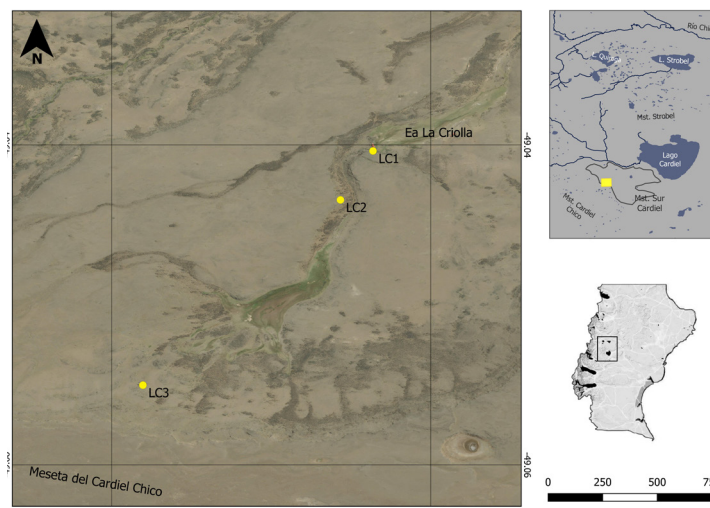 N
Ea La Criolla
LC1
LC2
LC3
Meseta del Cardiel Chico
-49.04
-49.06
L. Strobel
Mst. Strobel
Lago
Cardiel
Mst. Sur
Cardiel
Mst. Cardiel
Chico
0 250 500